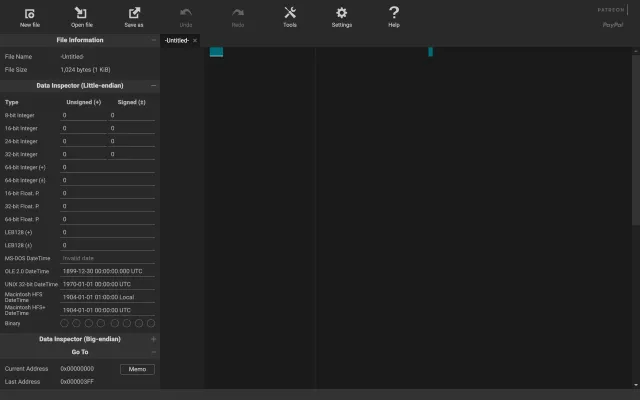 New file
Open file
Save as
Undo
Redo
Tools
Settings
Help
PATREON
PayPal
File Information
File Name -Untitled-
File Size 1,024 bytes (1 KiB)
Data Inspector (Little-endian)
Type Unsigned (+) Signed (±)
8-bit Integer 0 0
16-bit Integer 0 0
24-bit Integer 0 0
32-bit Integer 0 0
64-bit Integer (+) 0
64-bit Integer (±) 0
16-bit Float. P. 0
32-bit Float. P. 0
64-bit Float. P. 0
LEB128 (+) 0
LEB128 (±) 0
MS-DOS DateTime Invalid date
OLE 2.0 DateTime 1899-12-30 00:00:00.000 UTC
UNIX 32-bit DateTime 1970-01-01 00:00:00 UTC
Macintosh HFS DateTime 1904-01-01 01:00:00 Local
Macintosh HFS+ DateTime 1904-01-01 00:00:00 UTC
Binary
Data Inspector (Big-endian)
Go To
Current Address 0x00000000 Memo
Last Address 0x000003FF
-Untitled- ×